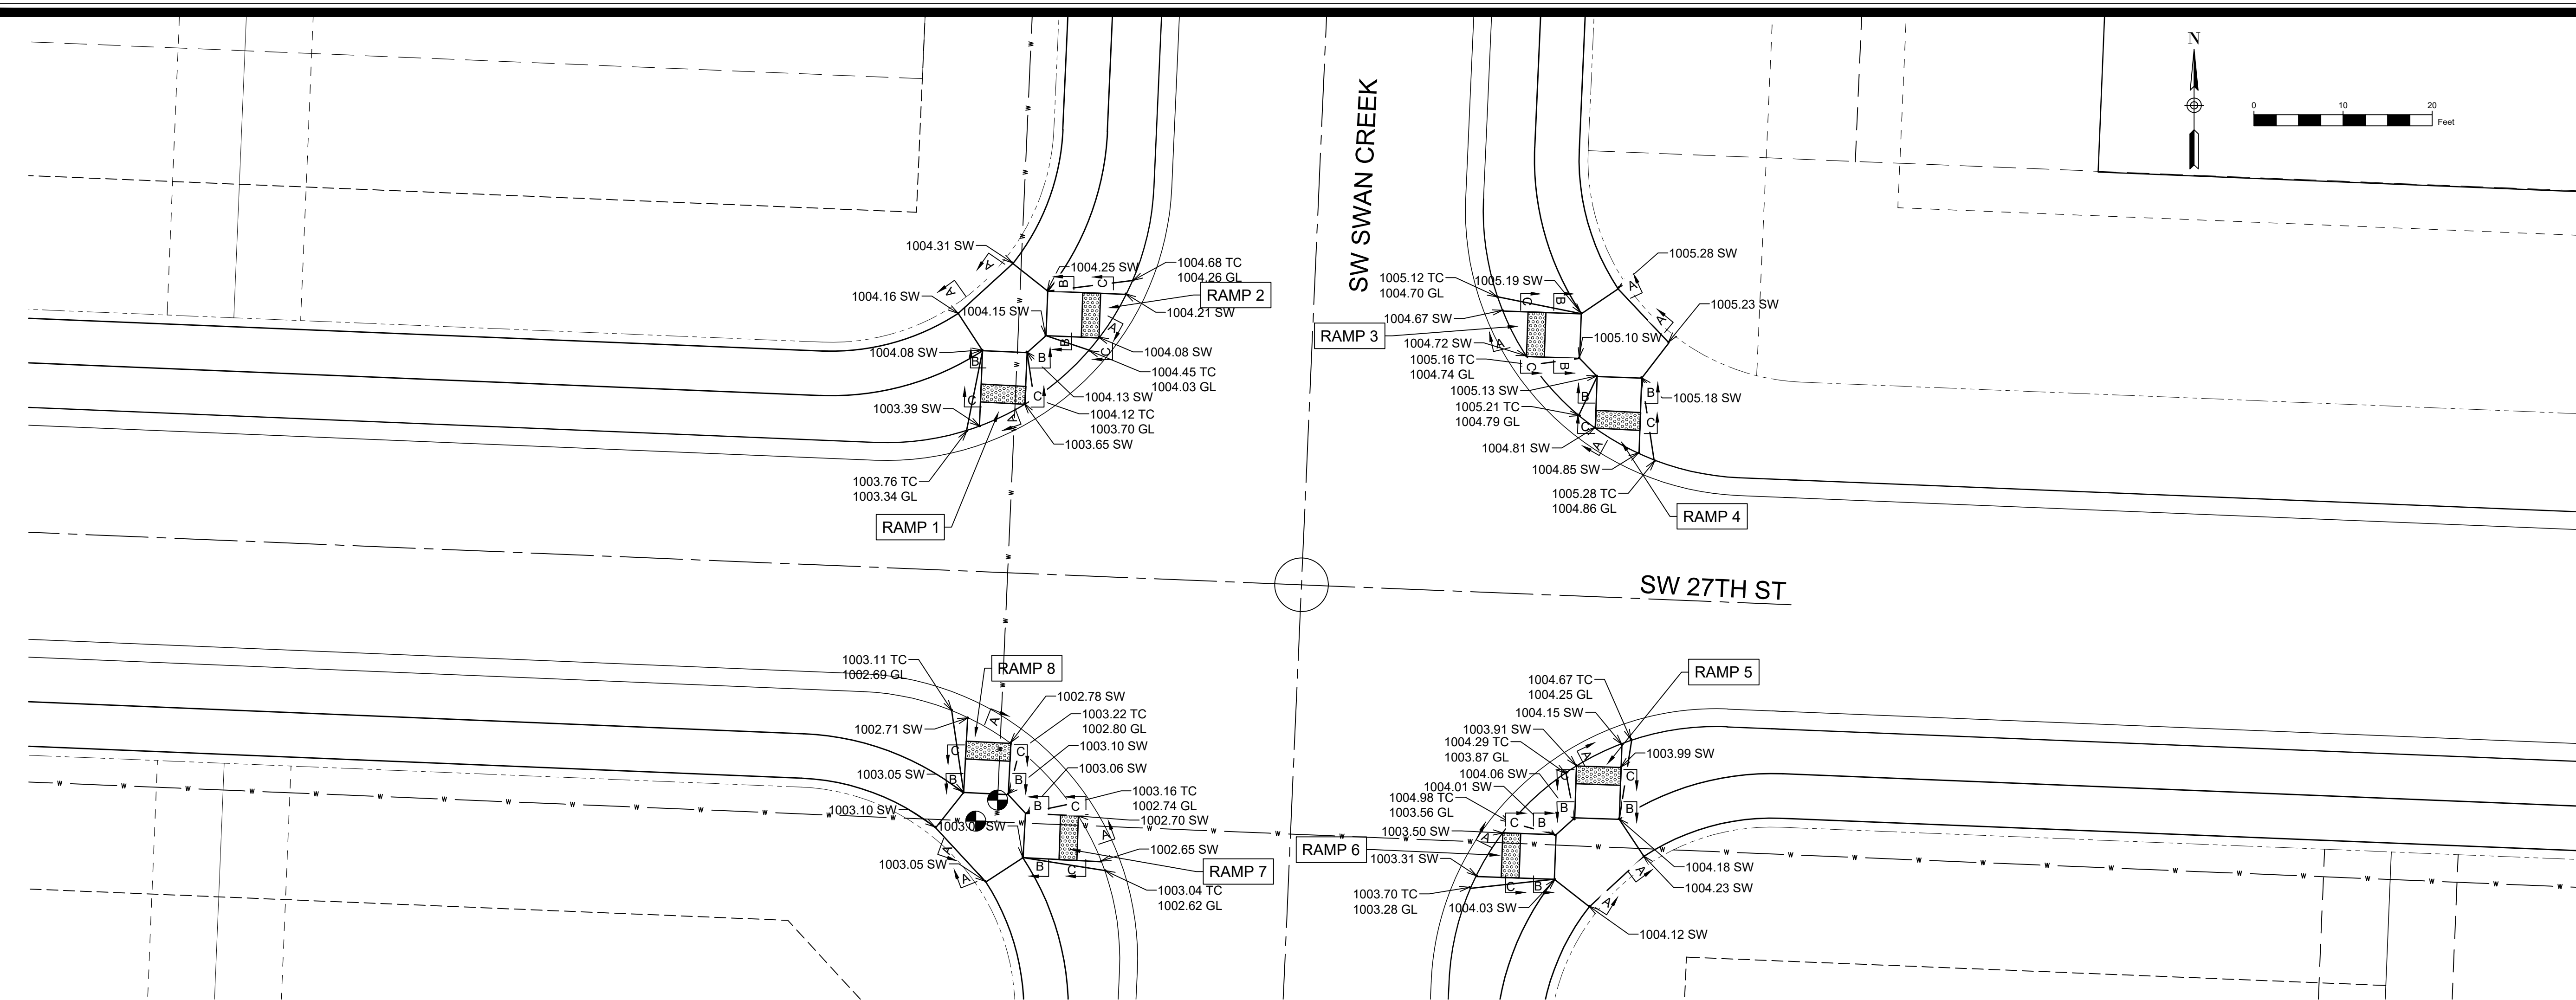 N
0 10 20
Feet
SW SWAN CREEK
SW 27TH ST
1004.31 SW
1004.25 SW
1004.68 TC
1004.26 GL
RAMP 2
1004.16 SW
1004.15 SW
1004.21 SW
1004.08 SW
1004.08 SW
1004.45 TC
1004.03 GL
1004.13 SW
1003.39 SW
1004.12 TC
1003.70 GL
1003.65 SW
1003.76 TC
1003.34 GL
RAMP 1
1005.28 SW
1005.12 TC
1004.70 GL
1005.19 SW
1005.23 SW
1004.67 SW
RAMP 3
1004.72 SW
1005.10 SW
1005.16 TC
1004.74 GL
1005.13 SW
1005.18 SW
1005.21 TC
1004.79 GL
1004.81 SW
1004.85 SW
1005.28 TC
1004.86 GL
RAMP 4
1003.11 TC
1002.69 GL
RAMP 8
1002.78 SW
1003.22 TC
1002.80 GL
1002.71 SW
1003.10 SW
1003.06 SW
1003.05 SW
1003.16 TC
1002.74 GL
1003.10 SW
1002.70 SW
1002.65 SW
1003.05 SW
RAMP 7
1003.04 TC
1002.62 GL
RAMP 5
1004.67 TC
1004.25 GL
1004.15 SW
1003.91 SW
1004.29 TC
1003.87 GL
1003.99 SW
1004.06 SW
1004.01 SW
1004.98 TC
1003.56 GL
1003.50 SW
RAMP 6
1003.31 SW
1004.18 SW
1004.23 SW
1003.70 TC
1003.28 GL
1004.03 SW
1004.12 SW
A
A
B
C
A
B
C
B
B
C
C
A
C
B
A
A
A
C
B
B
B
C
C
A
A
C
C
B
B
B
C
A
A
A
B
C
A
C
C
B
B
C
B
A
C
B
A
A